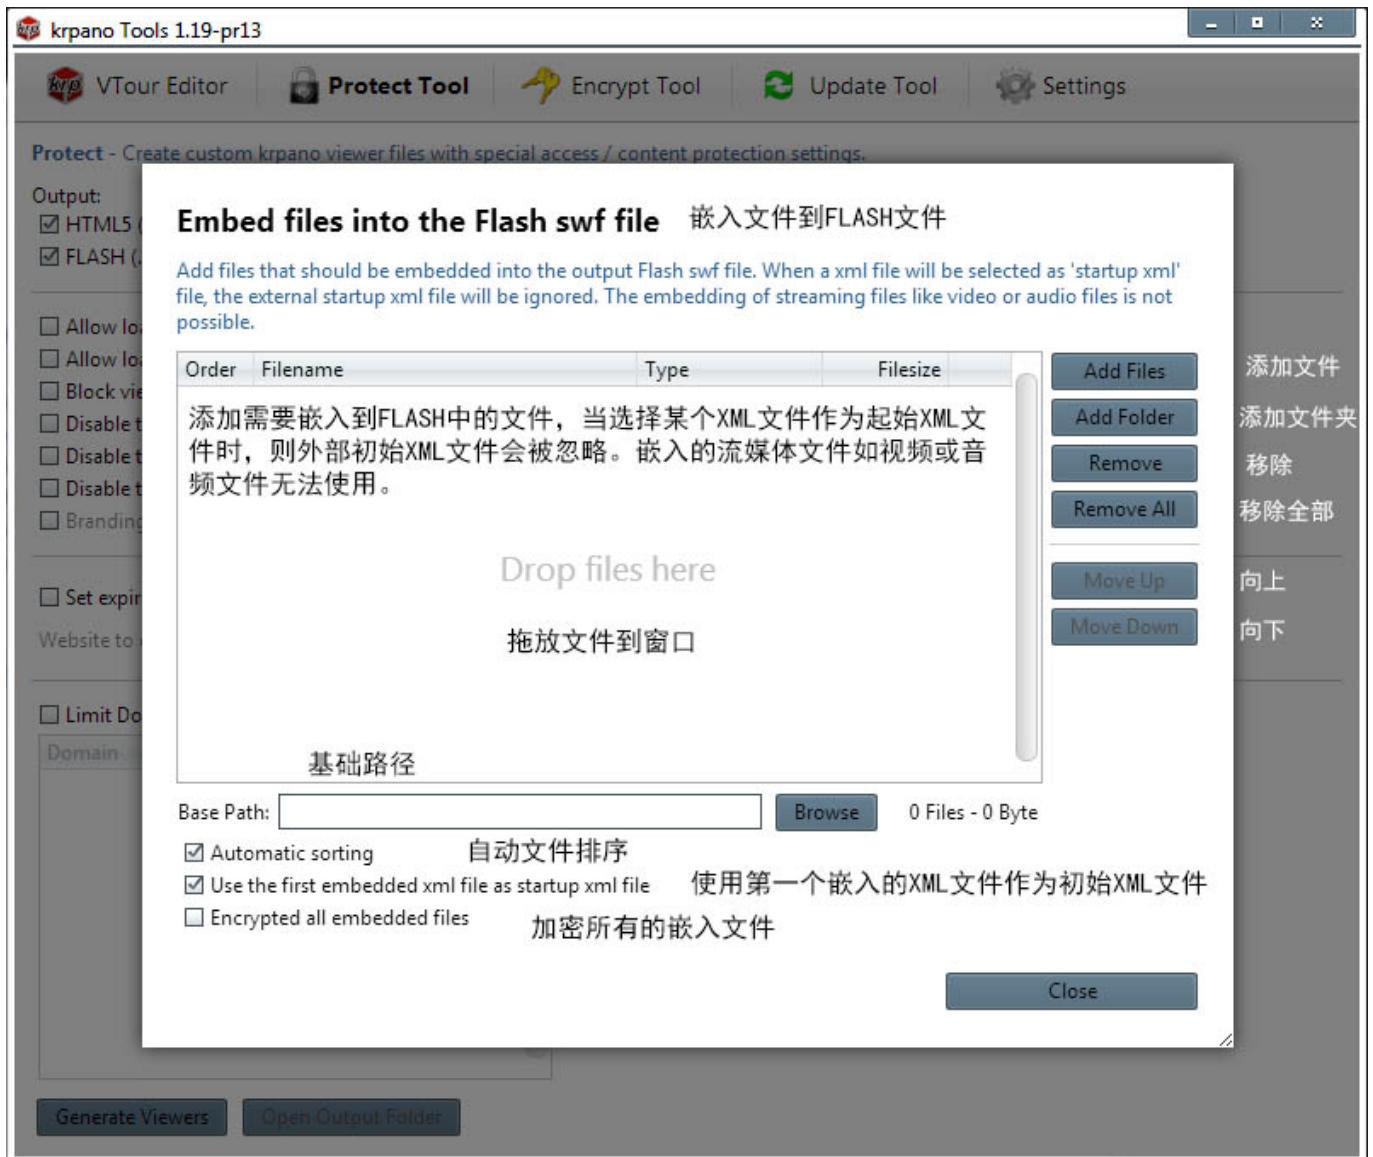 krpano Tools 1.19-pr13
VTour Editor Protect Tool Encrypt Tool Update Tool Settings
Protect - Create custom krpano viewer files with special access / content protection settings.
Output:
HTML5 (
FLASH (.
Embed files into the Flash swf file 嵌入文件到FLASH文件
Add files that should be embedded into the output Flash swf file. When a xml file will be selected as 'startup xml'
file, the external startup xml file will be ignored. The embedding of streaming files like video or audio files is not
possible.
Allow
Allow
Block
Disable
Disable
Disable
Branding
Order Filename Type Filesize
Add Files 添加文件
Add Folder 添加文件夹
Remove 移除
Remove All 移除全部
Move Up 向上
Move Down 向下
添加需要嵌入到FLASH中的文件，当选择某个XML文件作为起始XML文
件时，则外部初始XML文件会被忽略。嵌入的流媒体文件如视频或音
频文件无法使用。
Drop files here
拖放文件到窗口
Set expir
Website to
Limit Do
Domain
基础路径
Base Path: Browse 0 Files - 0 Byte
Automatic sorting 自动文件排序
Use the first embedded xml file as startup xml file 使用第一个嵌入的XML文件作为初始XML文件
Encrypted all embedded files 加密所有的嵌入文件
Close
Generate Viewers Open Output Folder